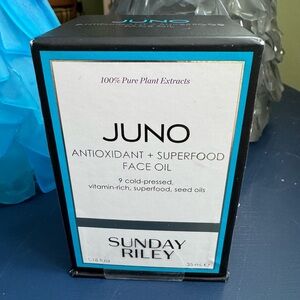 100% Pure Plant Extracts
JUNO
ANTIOXIDANT + SUPERFOOD
FACE OIL
9 cold-pressed,
vitamin-rich, superfood, seed oils
SUNDAY
RILEY
35 mL ℮